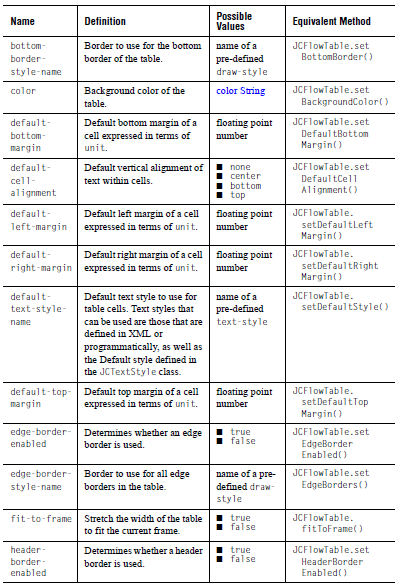 Name Definition Possible Values Equivalent Method
bottom-border-style-name
Border to use for the bottom
border of the table.
name of a
pre-defined
draw-style
JCFlowTable.set
BottomBorder()
color
Background color of the
table.
color String
JCFlowTable.set
BackgroundColor()
default-
bottom-
margin
Default bottom margin of a
cell expressed in terms of
unit.
floating point
number
JCFlowTable.set
DefaultBottom
Margin()
default-
cell-
alignment
Default vertical alignment of
text within cells.
■ none
■ center
■ bottom
■ top
JCFlowTable.set
DefaultCell
Alignment()
default-
left-margin
Default left margin of a cell
expressed in terms of unit.
floating point
number
JCFlowTable.
setDefaultLeft
Margin()
default-
right-margin
Default right margin of a cell
expressed in terms of unit.
floating point
number
JCFlowTable.
setDefaultRight
Margin()
default-
text-style-
name
Default text style to use for
table cells. Text styles that
can be used are those that are
defined in XML or
programmatically, as well as
the Default style defined in
the JCTextStyle class.
name of a
pre-defined
text-style
JCFlowTable.
setDefaultStyle()
default-top-
margin
Default top margin of a cell
expressed in terms of unit.
floating point
number
JCFlowTable.
setDefaultTop
Margin()
edge-border-
enabled
Determines whether an edge
border is used.
■ true
■ false
JCFlowTable.set
EdgeBorder
Enabled()
edge-border-
style-name
Border to use for all edge
borders in the table.
name of a pre-
defined draw-
style
JCFlowTable.set
EdgeBorders()
fit-to-frame
Stretch the width of the table
to fit the current frame.
■ true
■ false
JCFlowTable.
fitToFrame()
header-
border-
enabled
Determines whether a header
border is used.
■ true
■ false
JCFlowTable.set
HeaderBorder
Enabled()